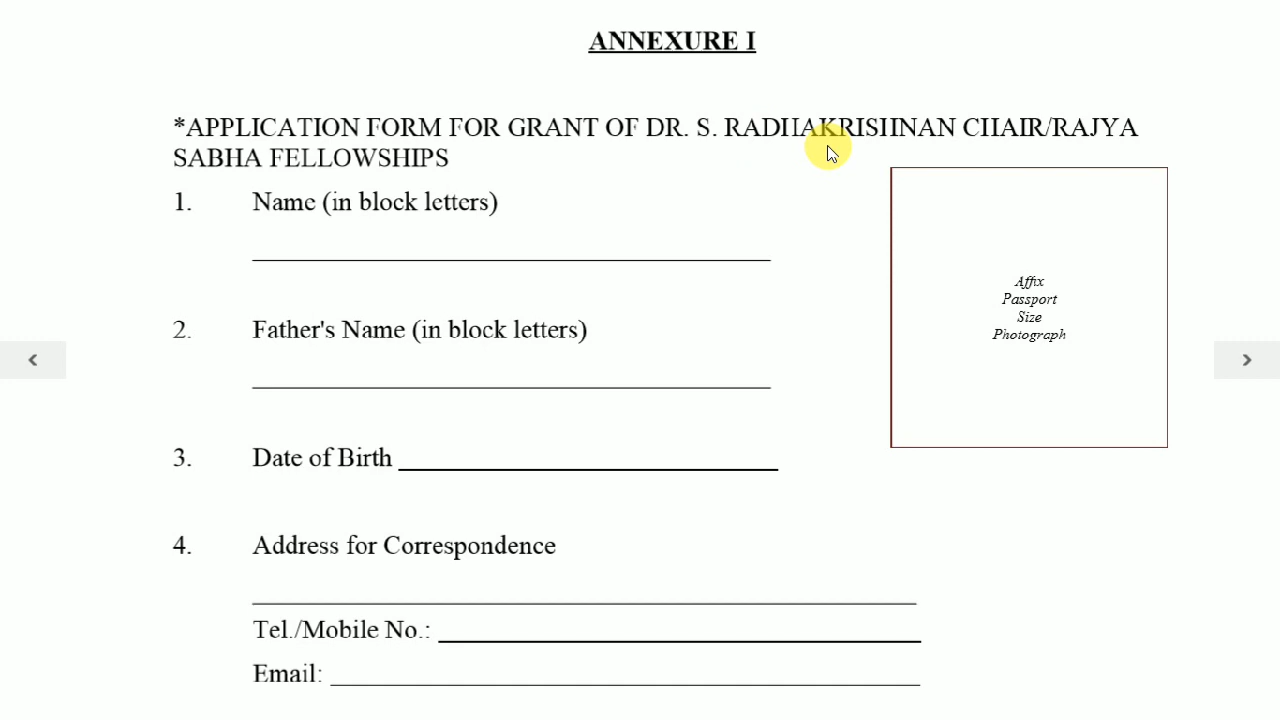 ANNEXURE I
*APPLICATION FORM FOR GRANT OF DR. S. RADHAKRISHNAN CHAIR/RAJYA
SABHA FELLOWSHIPS
1. Name (in block letters)
Affix
Passport
Size
Photograph
2. Father's Name (in block letters)
3. Date of Birth
4. Address for Correspondence
Tel./Mobile No.:
Email: